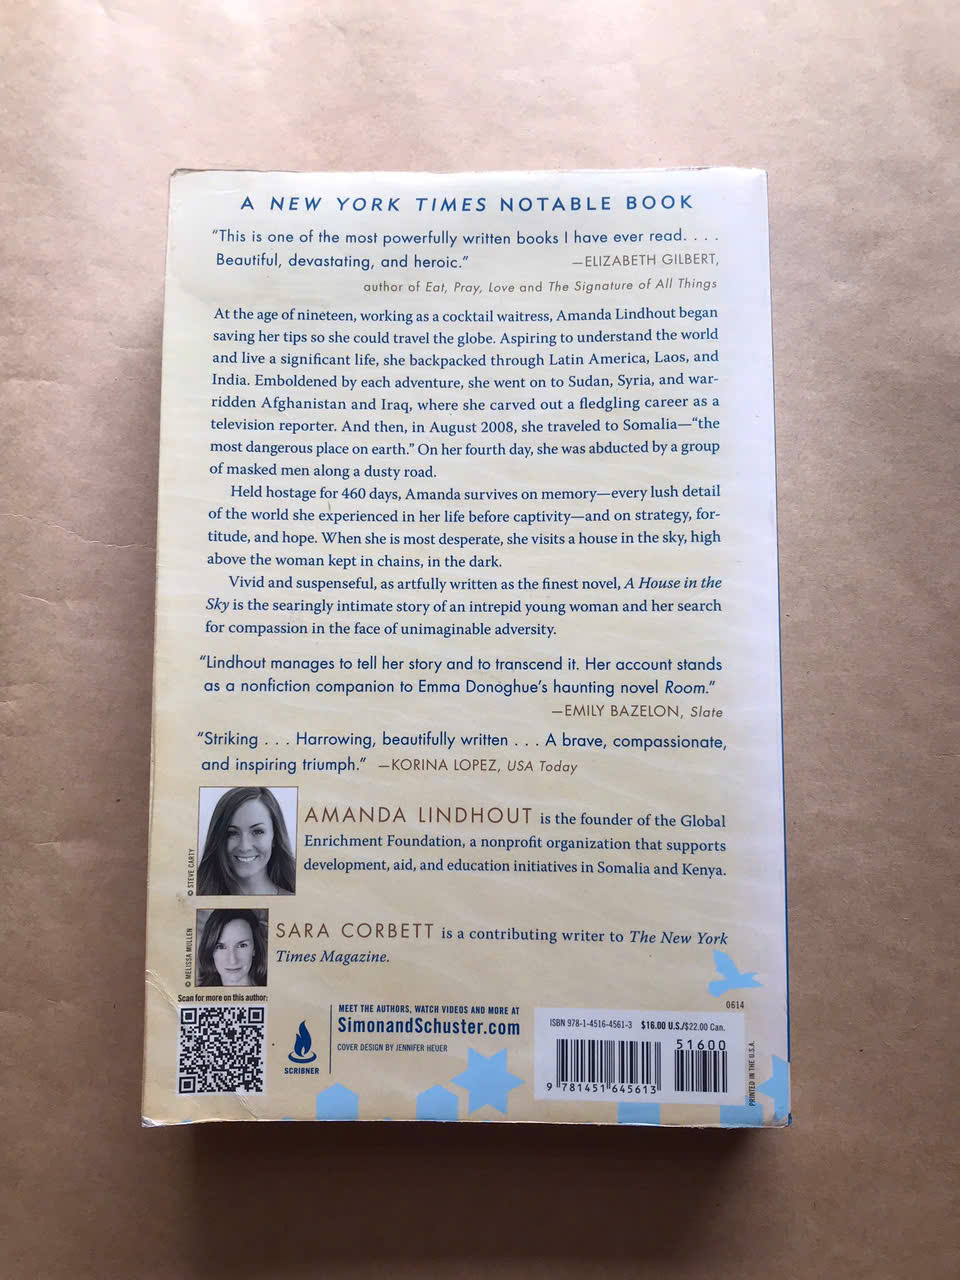 A NEW YORK TIMES NOTABLE BOOK
“This is one of the most powerfully written books I have ever read. . . .
Beautiful, devastating, and heroic.” —ELIZABETH GILBERT,
author of Eat, Pray, Love and The Signature of All Things
At the age of nineteen, working as a cocktail waitress, Amanda Lindhout began
saving her tips so she could travel the globe. Aspiring to understand the world
and live a significant life, she backpacked through Latin America, Laos, and
India. Emboldened by each adventure, she went on to Sudan, Syria, and war-
ridden Afghanistan and Iraq, where she carved out a fledgling career as a
television reporter. And then, in August 2008, she traveled to Somalia—“the
most dangerous place on earth.” On her fourth day, she was abducted by a group
of masked men along a dusty road.
Held hostage for 460 days, Amanda survives on memory—every lush detail
of the world she experienced in her life before captivity—and on strategy, for-
titude, and hope. When she is most desperate, she visits a house in the sky, high
above the woman kept in chains, in the dark.
Vivid and suspenseful, as artfully written as the finest novel, A House in the
Sky is the searingly intimate story of an intrepid young woman and her search
for compassion in the face of unimaginable adversity.
“Lindhout manages to tell her story and to transcend it. Her account stands
as a nonfiction companion to Emma Donoghue’s haunting novel Room.”
—EMILY BAZELON, Slate
“Striking . . . Harrowing, beautifully written . . . A brave, compassionate,
and inspiring triumph.” —KORINA LOPEZ, USA Today
© STEVE CARTY
AMANDA LINDHOUT is the founder of the Global
Enrichment Foundation, a nonprofit organization that supports
development, aid, and education initiatives in Somalia and Kenya.
© MELISSA MULLEN
SARA CORBETT is a contributing writer to The New York
Times Magazine.
Scan for more on this author:
SCRIBNER
MEET THE AUTHORS, WATCH VIDEOS AND MORE AT
SimonandSchuster.com
COVER DESIGN BY JENNIFER HEUER
0614
ISBN 978-1-4516-4561-3 $16.00 U.S./$22.00 Can.
51600
9 781451 645613
PRINTED IN THE U.S.A.